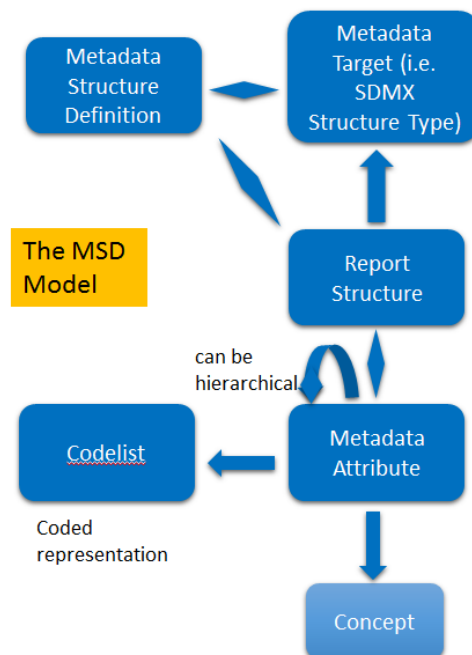 Metadata
Structure
Definition
Metadata
Target (i.e.
SDMX
Structure Type)
The MSD
Model
Report
Structure
can be
hierarchical
Metadata
Attribute
Codelist
Coded
representation
Concept